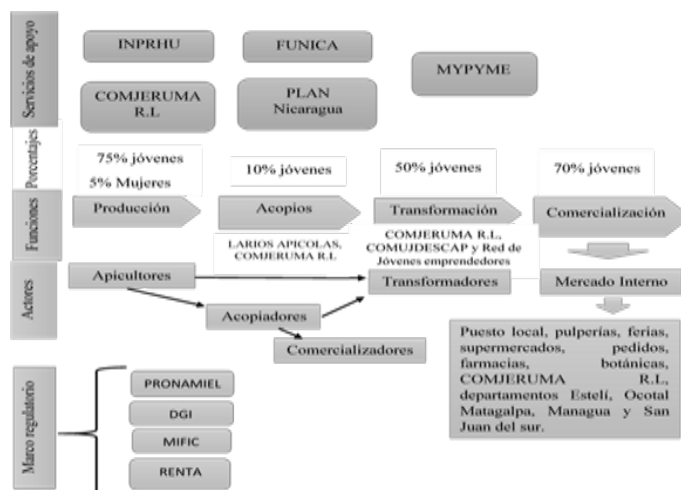 Servicios de apoyo
INPRHU
FUNICA
MYPYME
COMJERUMA
R.L
PLAN
Nicaragua
Porcentajes
75% jóvenes
5% Mujeres
10% jóvenes
50% jóvenes
70% jóvenes
Funciones
Producción
Acopios
Transformación
Comercialización
LARIOS APICOLAS,
COMJERUMA R.L
COMJERUMA R.L,
COMUJDESCAP y Red de
Jóvenes emprendedores
Actores
Apicultores
Transformadores
Mercado Interno
Acopiadores
Comercializadores
Puesto local, pulperías, ferias,
supermercados, pedidos,
farmacias, botánicas,
COMJERUMA R.L,
departamentos Estelí, Ocotal
Matagalpa, Managua y San
Juan del sur.
Marco regulatorio
PRONAMIEL
DGI
MIFIC
RENTA